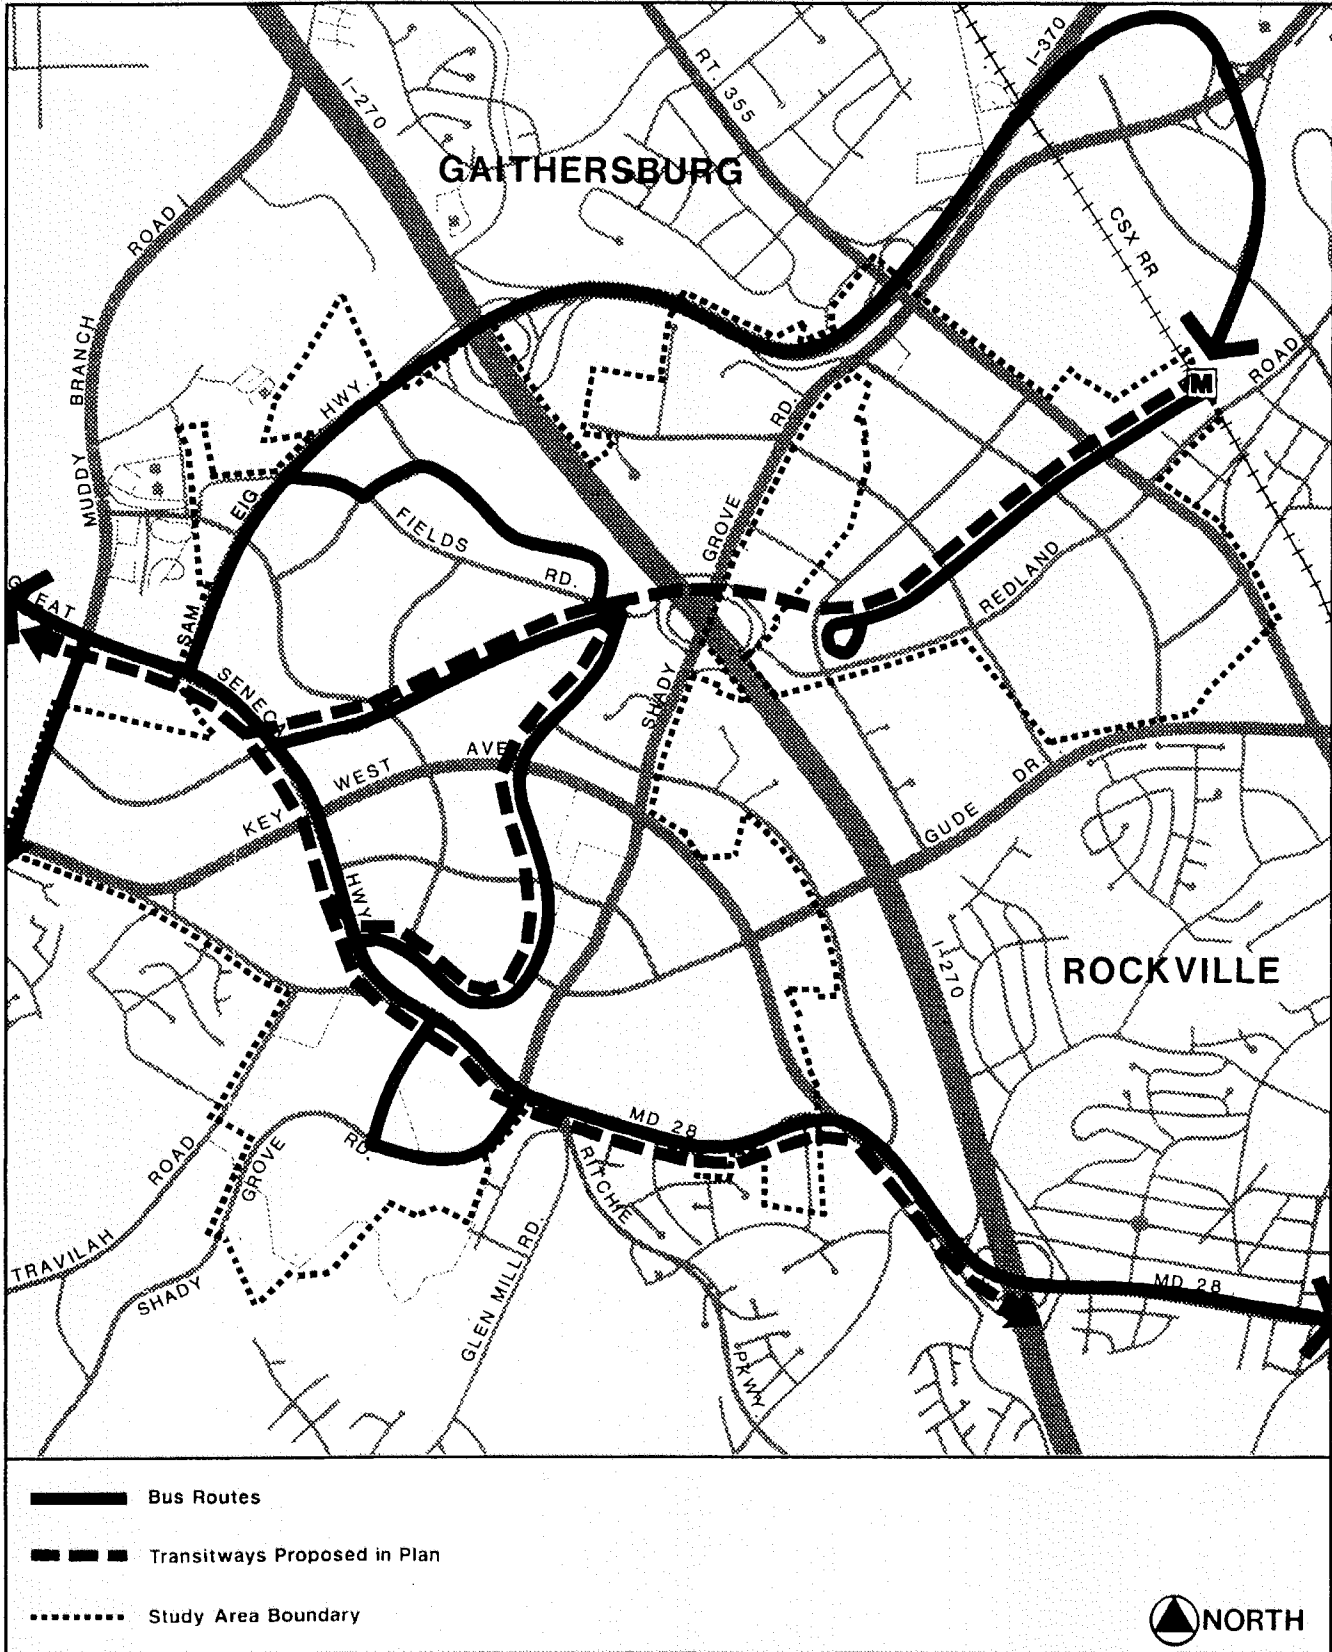 I-270
RT. 355
I-370
GAITHERSBURG
CSX RR
ROAD
MUDDY BRANCH
HWY.
RD.
ROAD
M
EIG
FIELDS
RD.
GROVE
REDLAND
SAM
EAT
SENECA
SHADY
WEST
AVE
KEY
DR.
GUDE
HWY
I-270
ROCKVILLE
MD 28
RD.
GROVE
ROAD
RITCHIE
TRAVILAH
SHADY
GLEN MILL RD.
MD 28
PKWY.
Bus Routes
Transitways Proposed in Plan
Study Area Boundary
NORTH